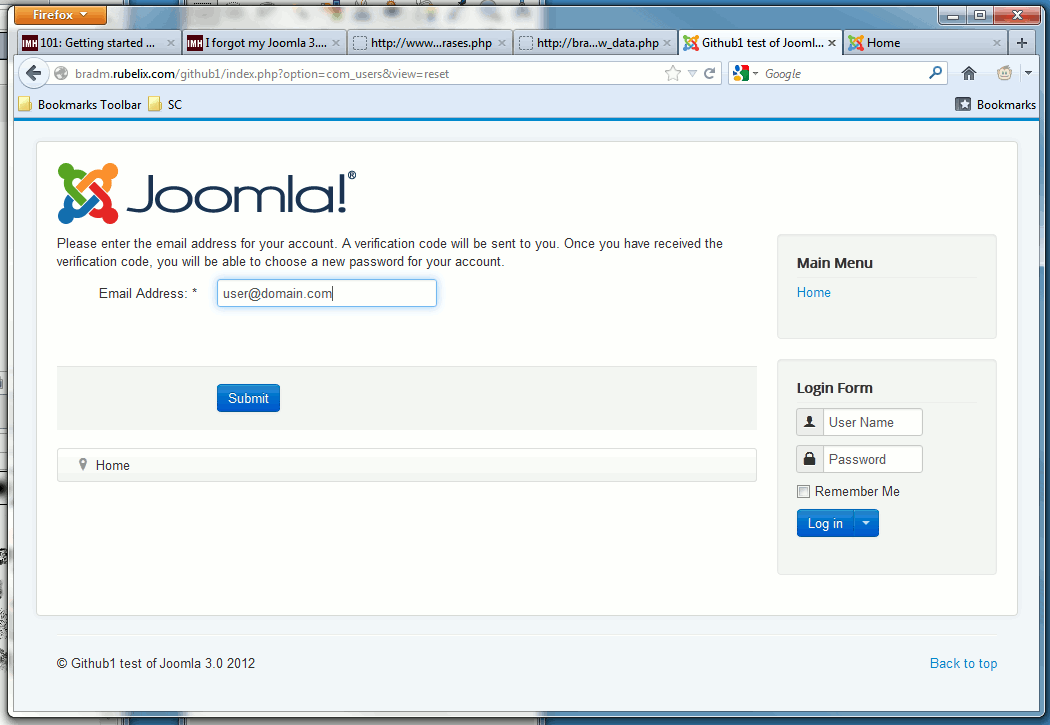 Firefox
101: Getting started ...
I forgot my Joomla 3....
http://www...rases.php
http://bra...w_data.php
Github1 test of Jooml...
Home
bradm.rubelix.com/github1/index.php?option=com_users&view=reset
Google
Bookmarks Toolbar
SC
Bookmarks
Joomla!®
Please enter the email address for your account. A verification code will be sent to you. Once you have received the
verification code, you will be able to choose a new password for your account.
Email Address: *
user@domain.com
Submit
Home
Main Menu
Home
Login Form
User Name
Password
Remember Me
Log in
© Github1 test of Joomla 3.0 2012
Back to top